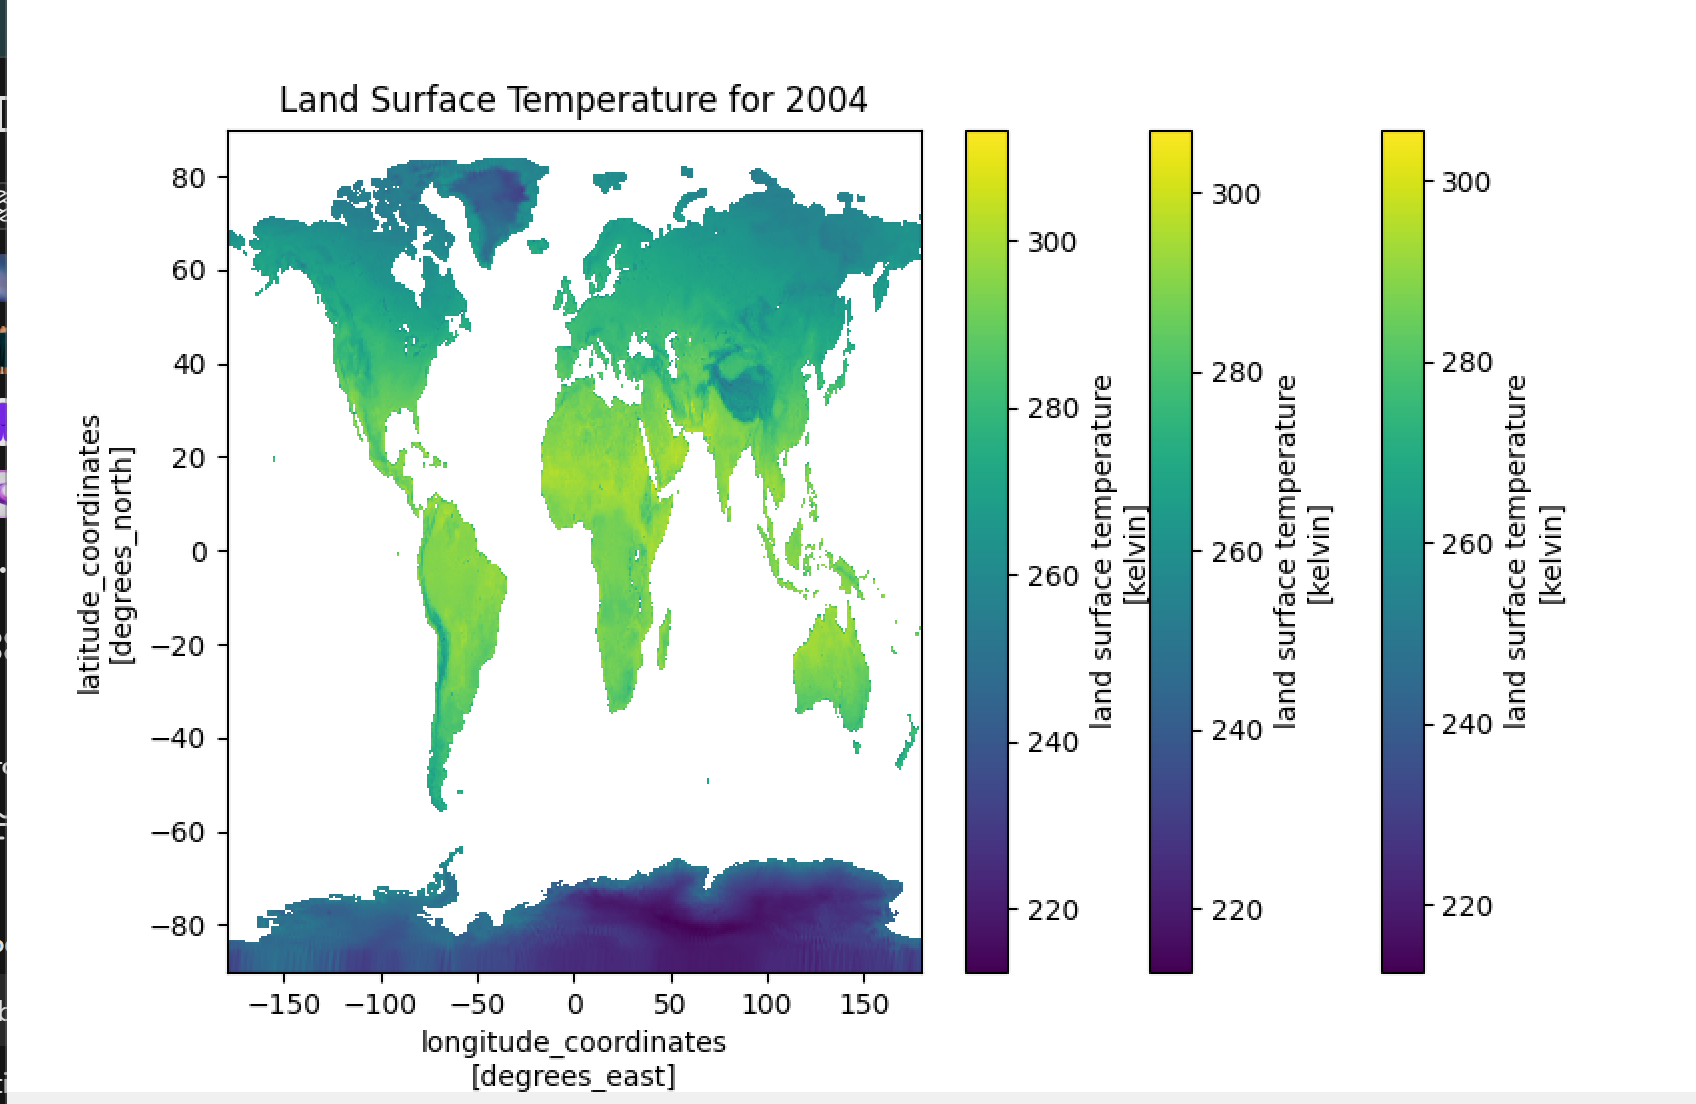 Land Surface Temperature for 2004
80
60
40
20
0
−20
−40
−60
−80
latitude_coordinates
[degrees_north]
−150 −100 −50 0 50 100 150
longitude_coordinates
[degrees_east]
300
280
260
240
220
land surface temperature
[kelvin]
300
280
260
240
220
land surface temperature
[kelvin]
300
280
260
240
220
land surface temperature
[kelvin]